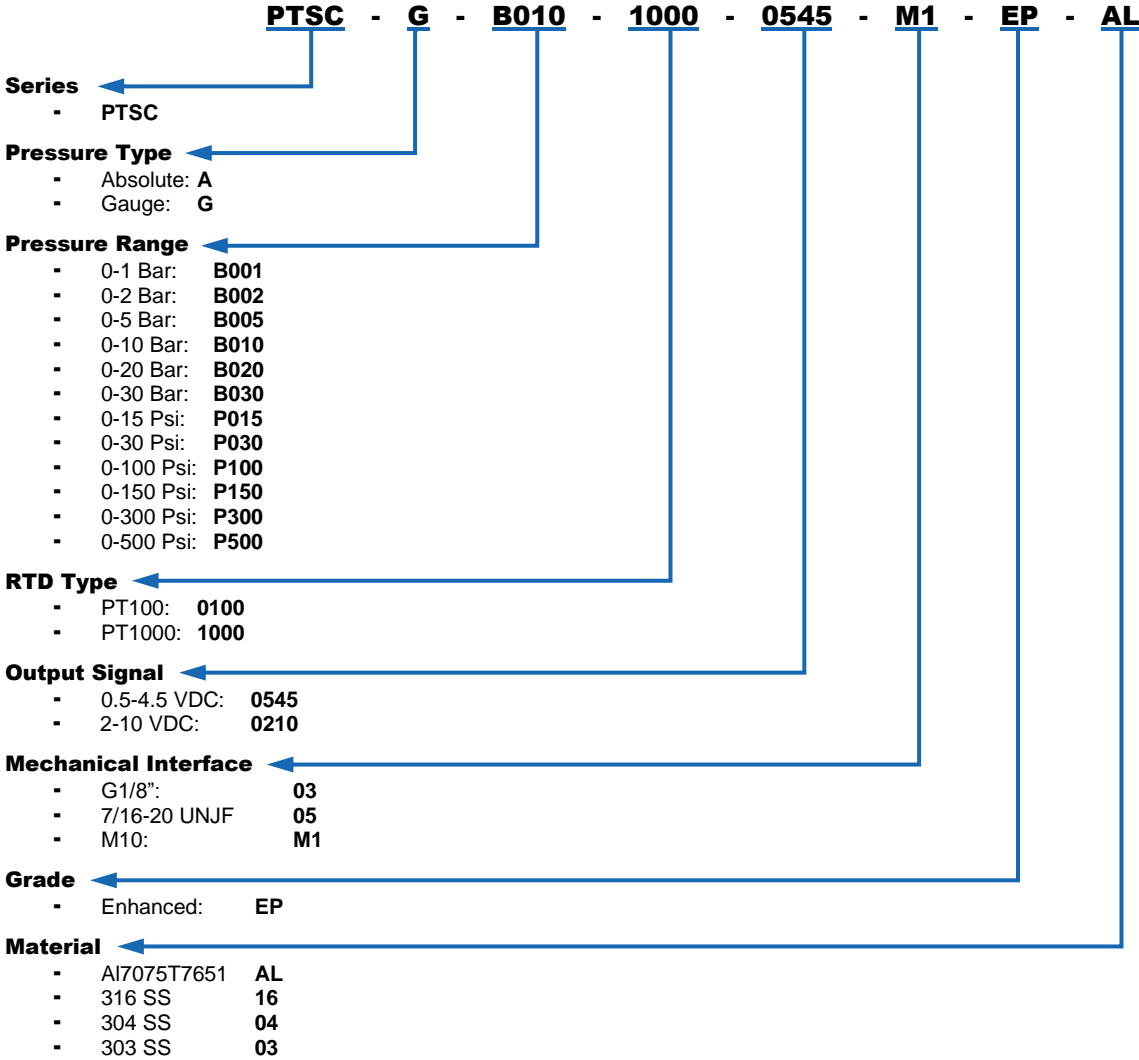 PTSC - G - B010 - 1000 - 0545 - M1 - EP - AL
Series
- PTSC
Pressure Type
- Absolute: A
- Gauge: G
Pressure Range
- 0-1 Bar: B001
- 0-2 Bar: B002
- 0-5 Bar: B005
- 0-10 Bar: B010
- 0-20 Bar: B020
- 0-30 Bar: B030
- 0-15 Psi: P015
- 0-30 Psi: P030
- 0-100 Psi: P100
- 0-150 Psi: P150
- 0-300 Psi: P300
- 0-500 Psi: P500
RTD Type
- PT100: 0100
- PT1000: 1000
Output Signal
- 0.5-4.5 VDC: 0545
- 2-10 VDC: 0210
Mechanical Interface
- G1/8”: 03
- 7/16-20 UNJF 05
- M10: M1
Grade
- Enhanced: EP
Material
- Al7075T7651 AL
- 316 SS 16
- 304 SS 04
- 303 SS 03